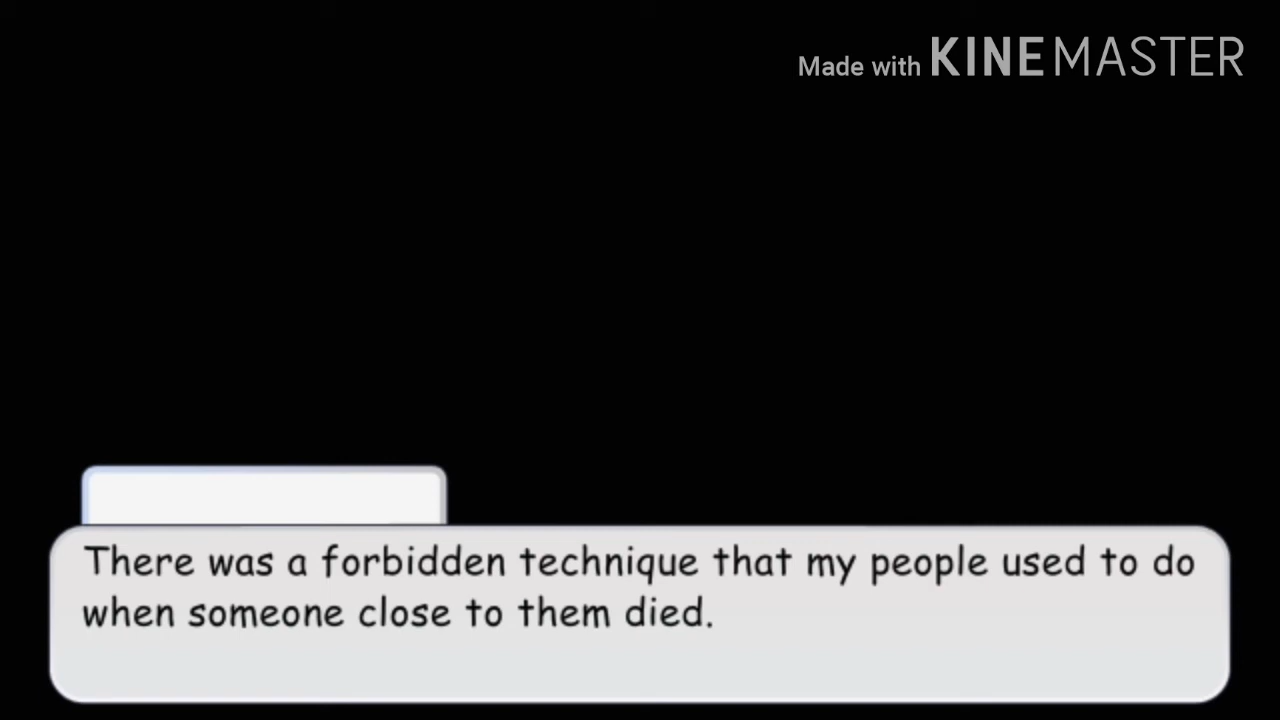 Made with KINEMASTER
There was a forbidden technique that my people used to do
when someone close to them died.